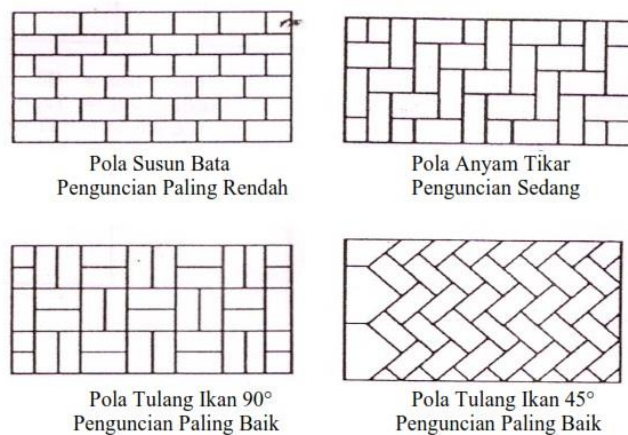 Pola Susun Bata
Penguncian Paling Rendah
Pola Anyam Tikar
Penguncian Sedang
Pola Tulang Ikan 90°
Penguncian Paling Baik
Pola Tulang Ikan 45°
Penguncian Paling Baik